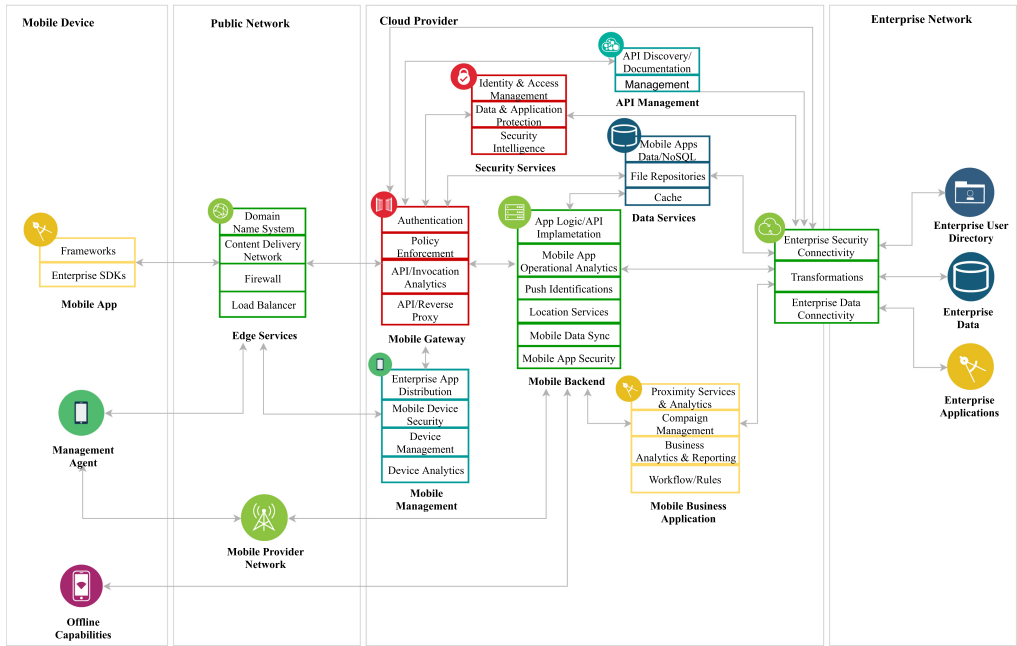 Mobile Device
Public Network
Cloud Provider
Enterprise Network
Frameworks
Enterprise SDKs
Mobile App
Management
Agent
Offline
Capabilities
Domain
Name System
Content Delivery
Network
Firewall
Load Balancer
Edge Services
Mobile Provider
Network
Authentication
Policy
Enforcement
API/Invocation
Analytics
API/Reverse
Proxy
Mobile Gateway
Enterprise App
Distribution
Mobile Device
Security
Device
Management
Device Analytics
Mobile
Management
Identity & Access
Management
Data & Application
Protection
Security
Intelligence
Security Services
API Discovery/
Documentation
Management
API Management
Mobile Apps
Data/NoSQL
File Repositories
Cache
Data Services
App Logic/API
Implmetation
Mobile App
Operational Analytics
Push Identifications
Location Services
Mobile Data Sync
Mobile App Security
Mobile Backend
Proximity Services
& Analytics
Compaign
Management
Business
Analytics & Reporting
Workflow/Rules
Mobile Business
Application
Enterprise Security
Connectivity
Transformations
Enterprise Data
Connectivity
Enterprise User
Directory
Enterprise
Data
Enterprise
Applications